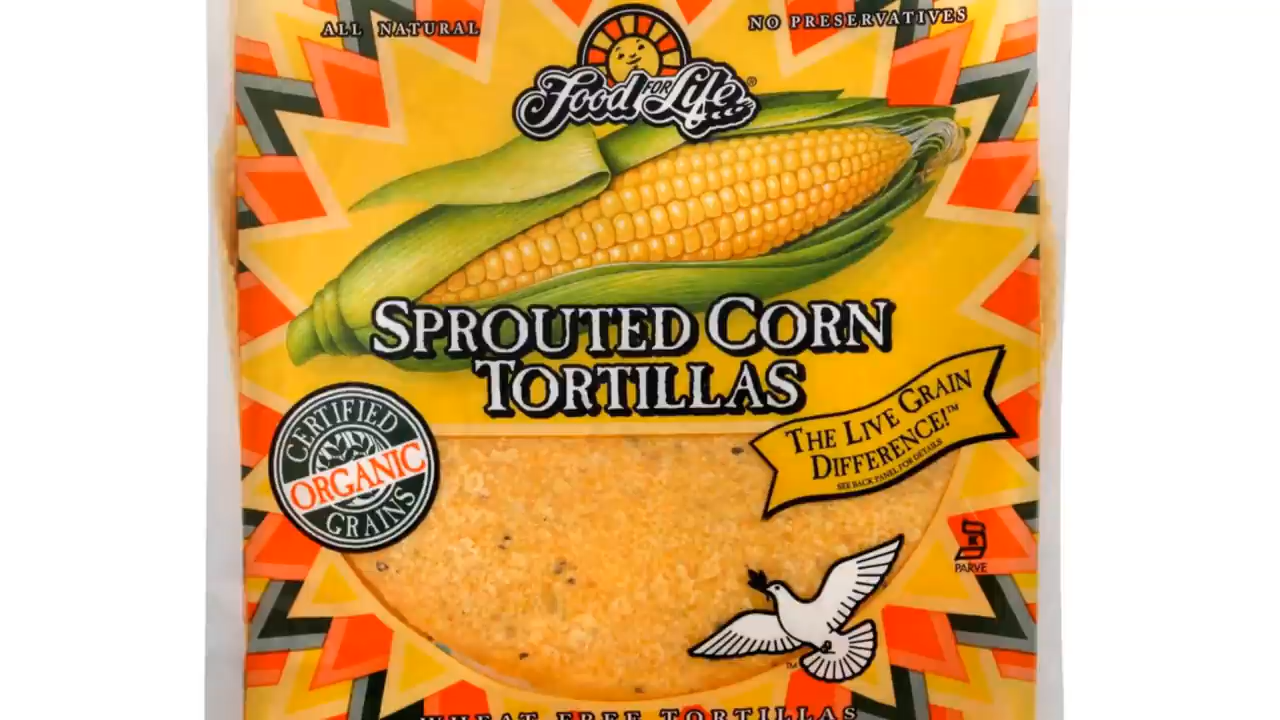 ALL NATURAL
NO PRESERVATIVES
Food FOR Life®
SPROUTED CORN
TORTILLAS
CERTIFIED
ORGANIC
GRAINS
THE LIVE GRAIN
DIFFERENCE!™
SEE BACK PANEL FOR DETAILS
K
PARVE
TM
WHEAT FREE TORTILLAS